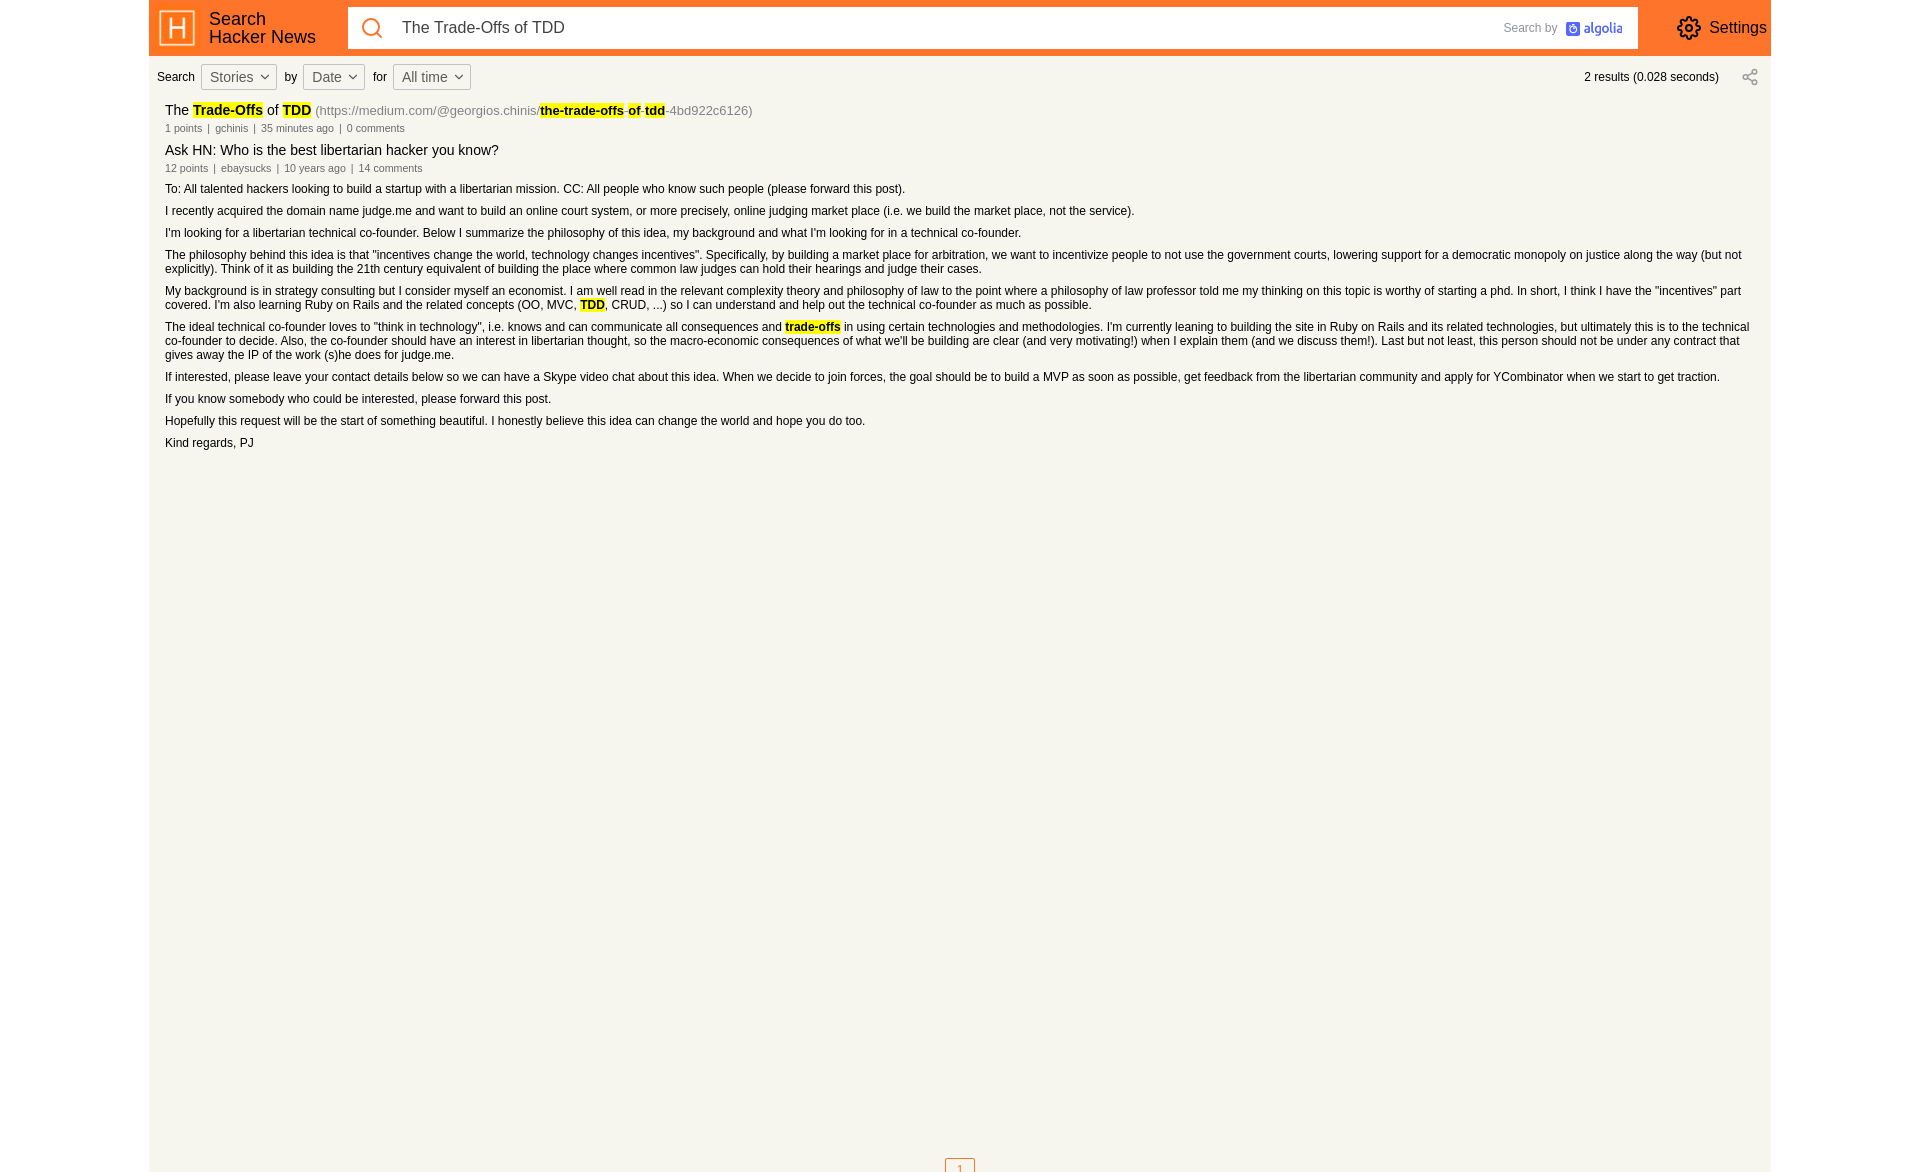 Search
Hacker News
The Trade-Offs of TDD
Search by algolia
Settings
Search Stories by Date for All time
2 results (0.028 seconds)
The Trade-Offs of TDD (https://medium.com/@georgios.chinis/the-trade-offs-of-tdd-4bd922c6126)
1 points | gchinis | 35 minutes ago | 0 comments
Ask HN: Who is the best libertarian hacker you know?
12 points | ebaysucks | 10 years ago | 14 comments
To: All talented hackers looking to build a startup with a libertarian mission. CC: All people who know such people (please forward this post).
I recently acquired the domain name judge.me and want to build an online court system, or more precisely, online judging market place (i.e. we build the market place, not the service).
I'm looking for a libertarian technical co-founder. Below I summarize the philosophy of this idea, my background and what I'm looking for in a technical co-founder.
The philosophy behind this idea is that "incentives change the world, technology changes incentives". Specifically, by building a market place for arbitration, we want to incentivize people to not use the government courts, lowering support for a democratic monopoly on justice along the way (but not
explicitly). Think of it as building the 21th century equivalent of building the place where common law judges can hold their hearings and judge their cases.
My background is in strategy consulting but I consider myself an economist. I am well read in the relevant complexity theory and philosophy of law to the point where a philosophy of law professor told me my thinking on this topic is worthy of starting a phd. In short, I think I have the "incentives" part
covered. I'm also learning Ruby on Rails and the related concepts (OO, MVC, TDD, CRUD, ...) so I can understand and help out the technical co-founder as much as possible.
The ideal technical co-founder loves to "think in technology", i.e. knows and can communicate all consequences and trade-offs in using certain technologies and methodologies. I'm currently leaning to building the site in Ruby on Rails and its related technologies, but ultimately this is to the technical
co-founder to decide. Also, the co-founder should have an interest in libertarian thought, so the macro-economic consequences of what we'll be building are clear (and very motivating!) when I explain them (and we discuss them!). Last but not least, this person should not be under any contract that
gives away the IP of the work (s)he does for judge.me.
If interested, please leave your contact details below so we can have a Skype video chat about this idea. When we decide to join forces, the goal should be to build a MVP as soon as possible, get feedback from the libertarian community and apply for YCombinator when we start to get traction.
If you know somebody who could be interested, please forward this post.
Hopefully this request will be the start of something beautiful. I honestly believe this idea can change the world and hope you do too.
Kind regards, PJ
1